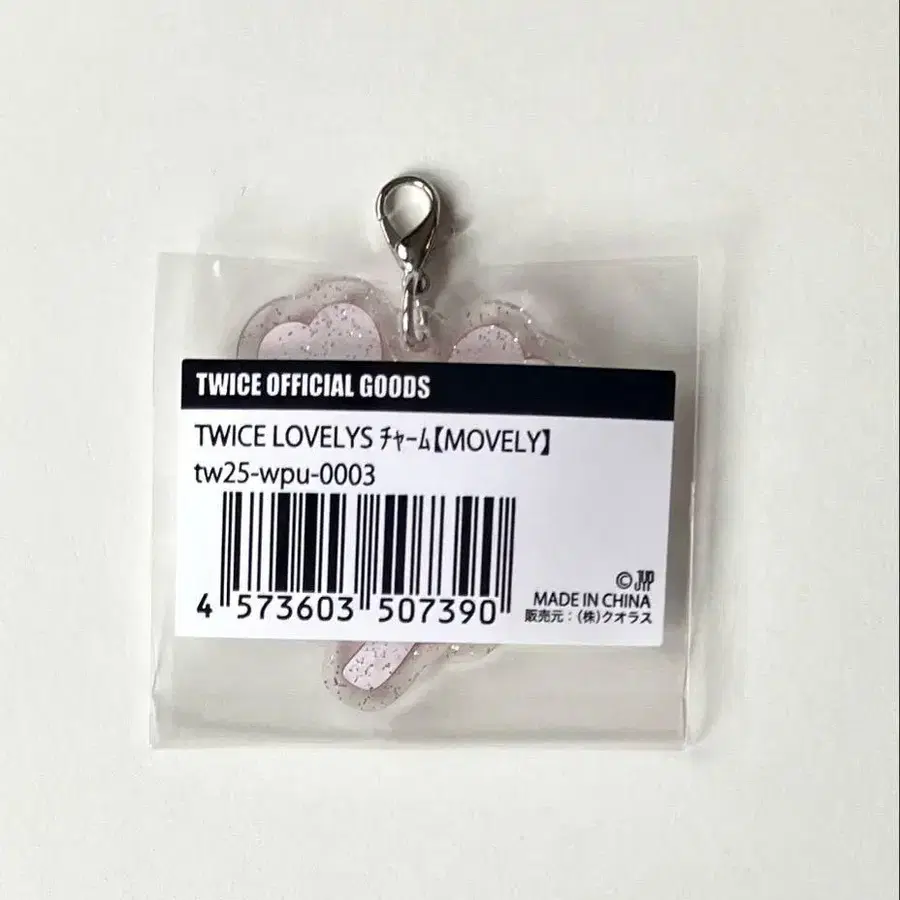 TWICE OFFICIAL GOODS
TWICE LOVELYS ﾁｬｰﾑ【MOVELY】
tw25-wpu-0003
4 573603 507390
© JYP
MADE IN CHINA
販売元：(株)クオラス